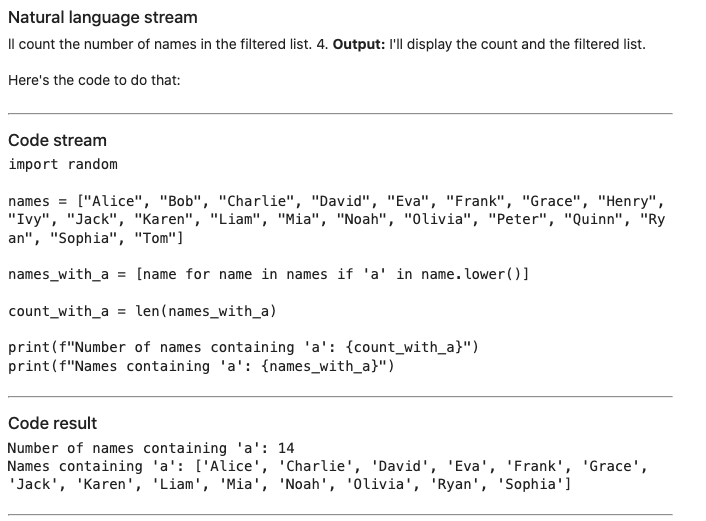 Natural language stream
ll count the number of names in the filtered list. 4. Output: I'll display the count and the filtered list.
Here's the code to do that:
Code stream
import random
names = ["Alice", "Bob", "Charlie", "David", "Eva", "Frank", "Grace", "Henry",
"Ivy", "Jack", "Karen", "Liam", "Mia", "Noah", "Olivia", "Peter", "Quinn", "Ry
an", "Sophia", "Tom"]
names_with_a = [name for name in names if 'a' in name.lower()]
count_with_a = len(names_with_a)
print(f"Number of names containing 'a': {count_with_a}")
print(f"Names containing 'a': {names_with_a}")
Code result
Number of names containing 'a': 14
Names containing 'a': ['Alice', 'Charlie', 'David', 'Eva', 'Frank', 'Grace',
'Jack', 'Karen', 'Liam', 'Mia', 'Noah', 'Olivia', 'Ryan', 'Sophia']